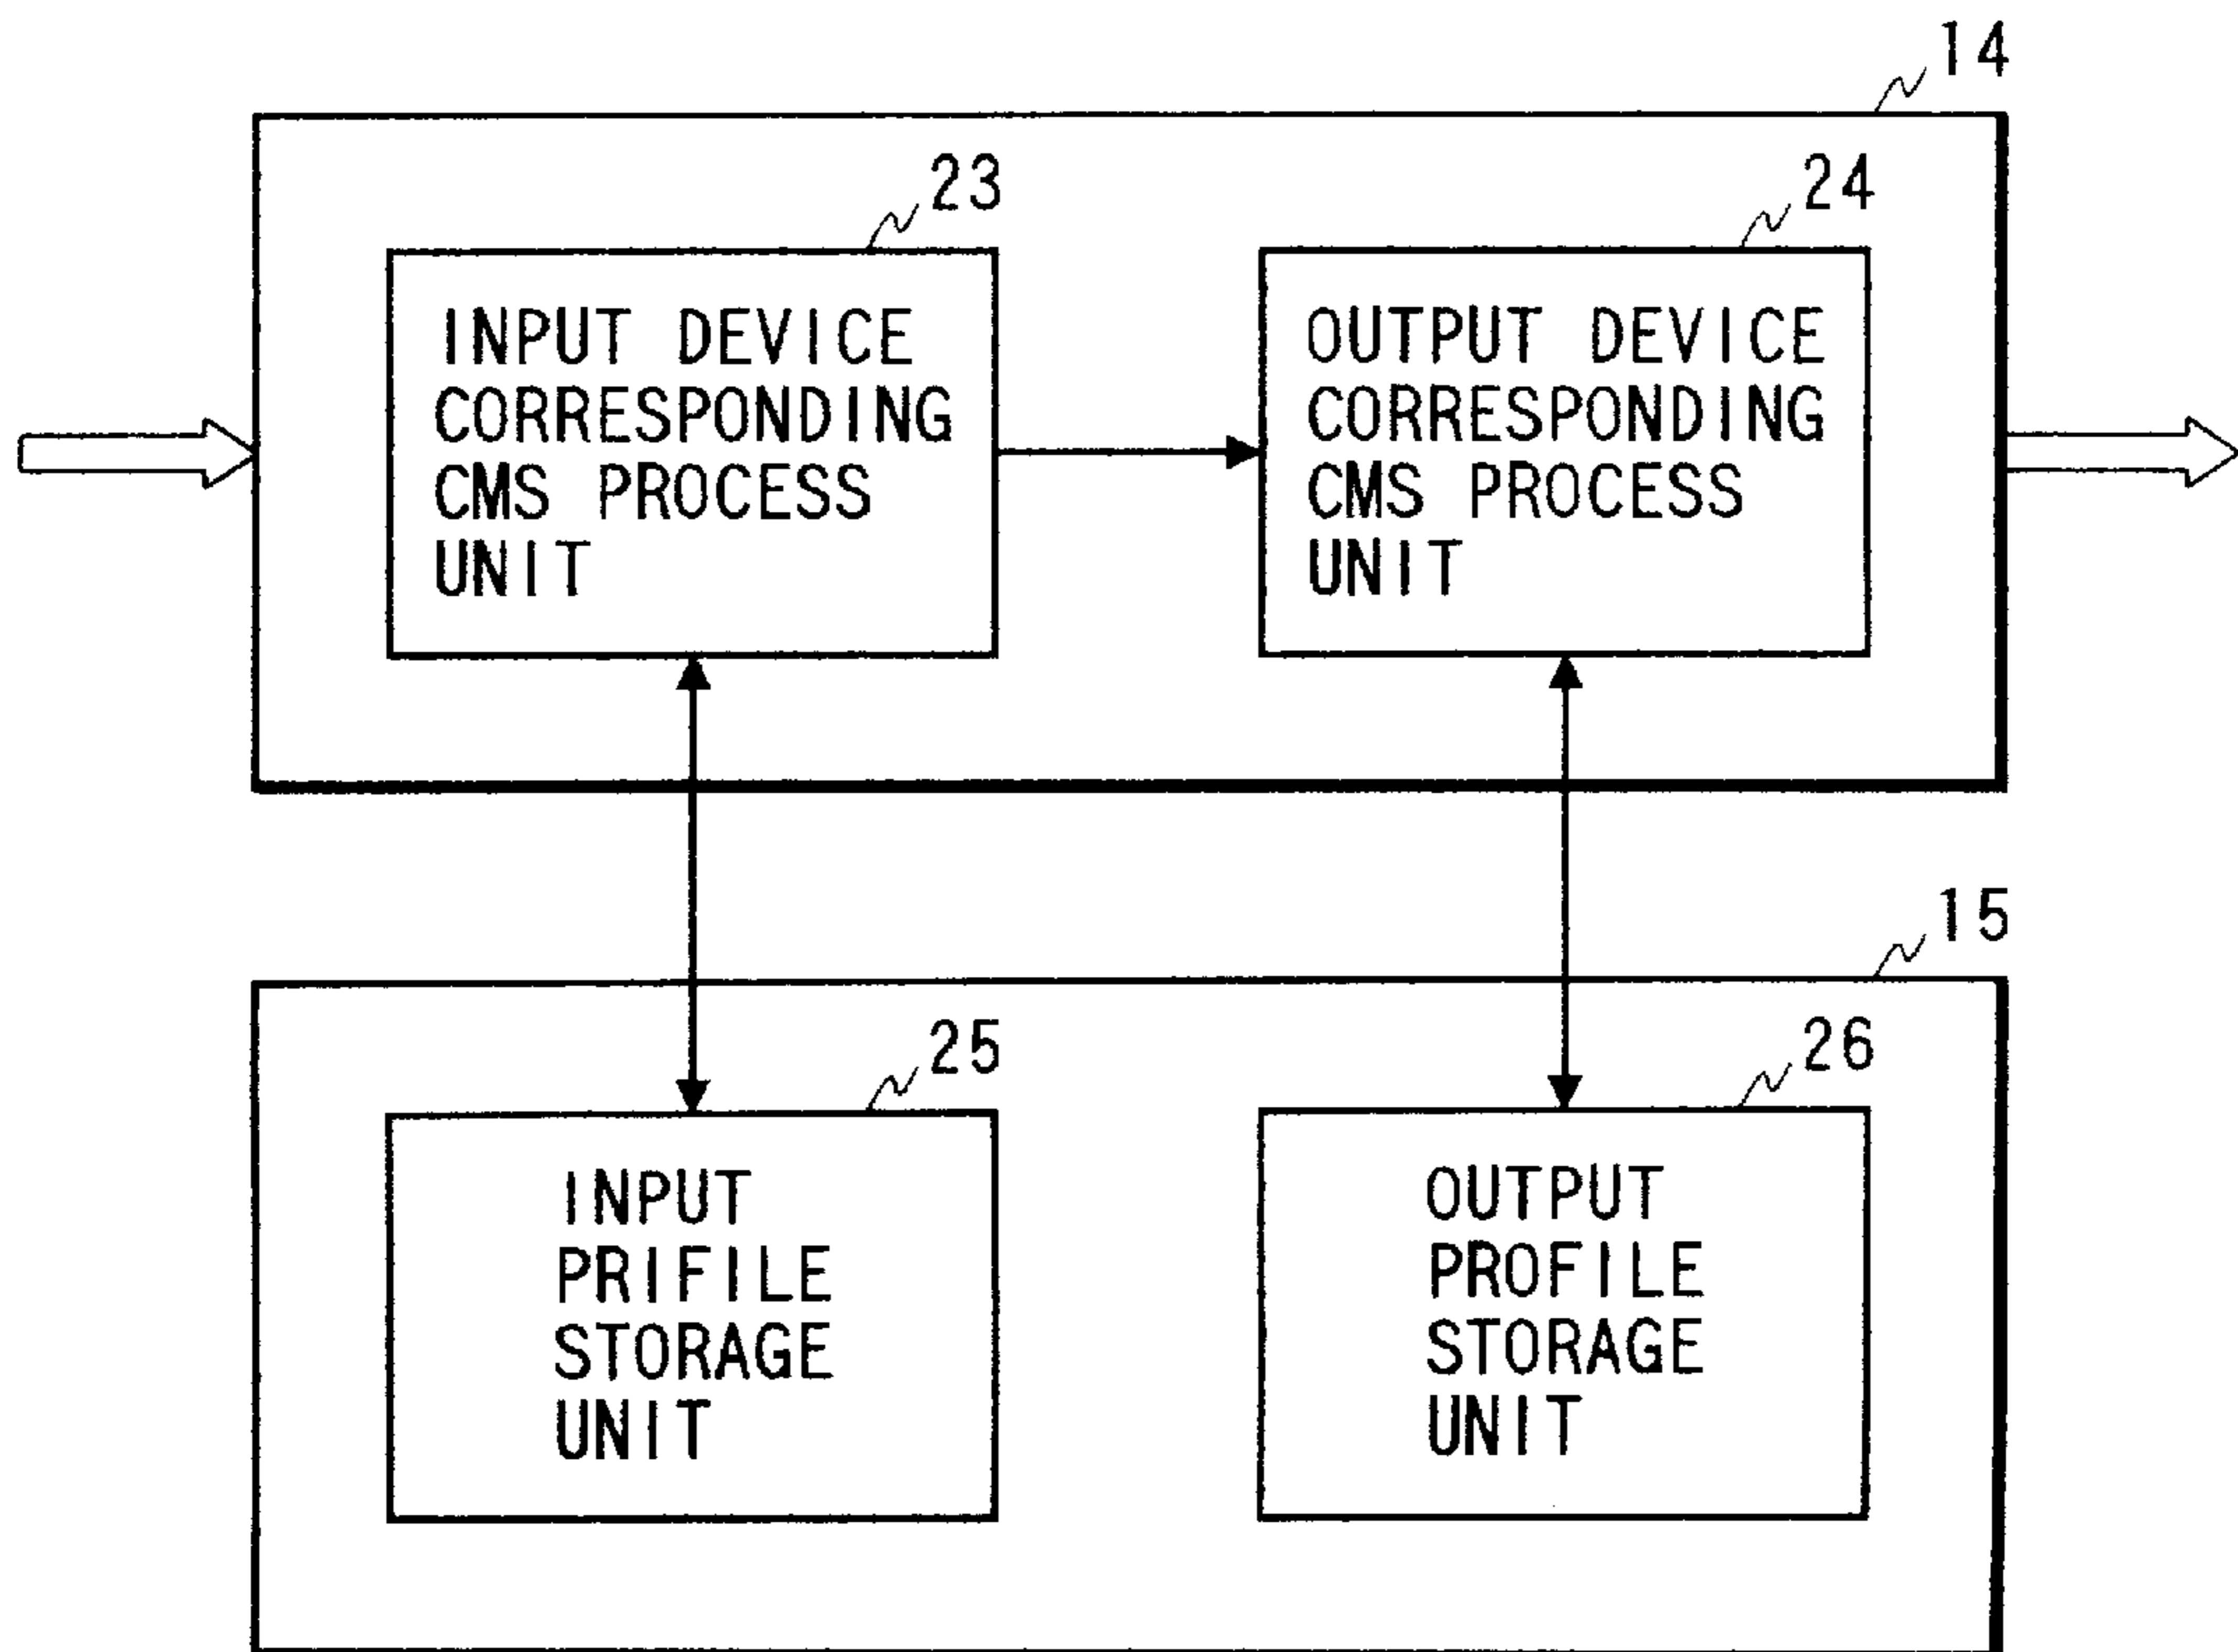 14
23
24
INPUT DEVICE
CORRESPONDING
CMS PROCESS
UNIT
OUTPUT DEVICE
CORRESPONDING
CMS PROCESS
UNIT
15
25
26
INPUT
PRIFILE
STORAGE
UNIT
OUTPUT
PROFILE
STORAGE
UNIT